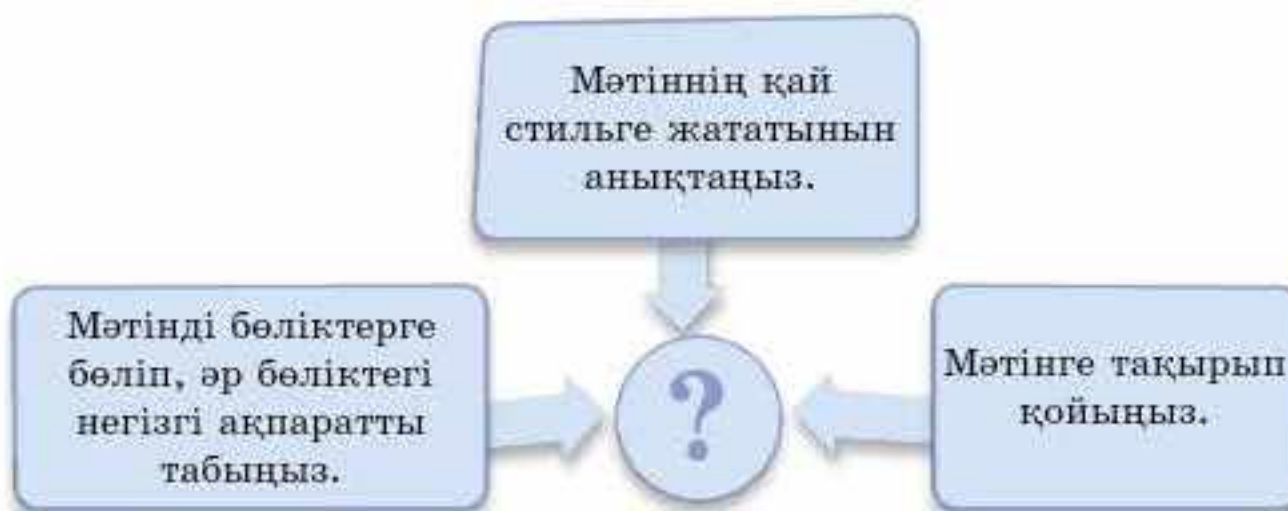 Мәтіннің қай
стильге жататынын
анықтаңыз.
Мәтінді бөліктерге
бөліп, әр бөліктегі
негізгі ақпаратты
табыңыз.
?
Мәтінге тақырып
қойыңыз.